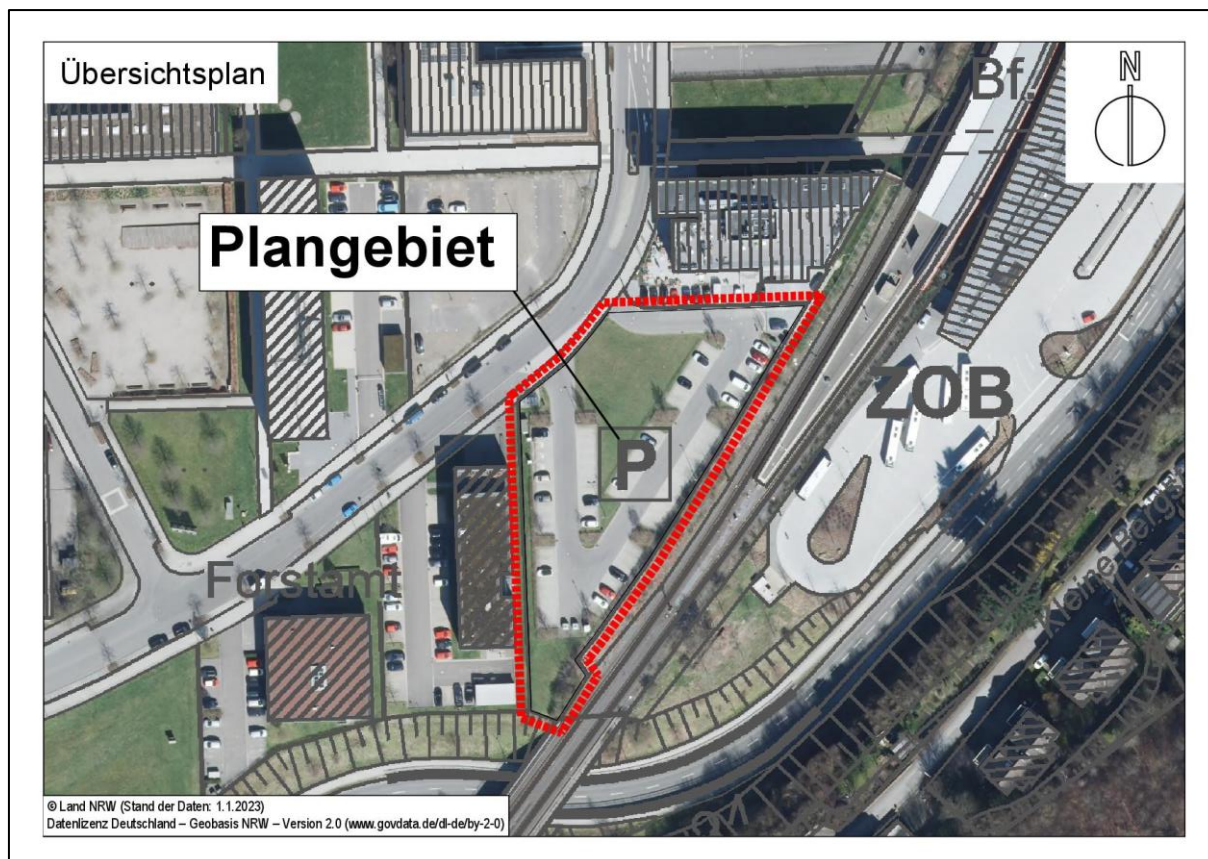 Übersichtsplan
Bf.
N
Plangebiet
ZOB
P
Forstamt
© Land NRW (Stand der Daten: 1.1.2023)
Datenlizenz Deutschland – Geobasis NRW – Version 2.0 (www.govdata.de/dl-de/by-2-0)